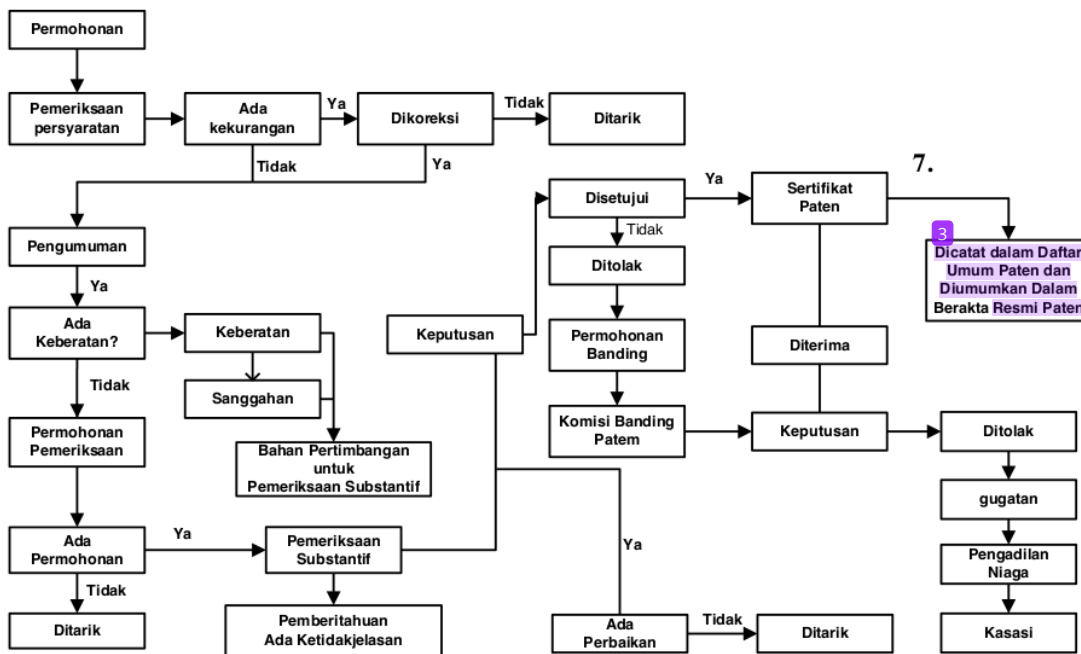 Permohonan
Pemeriksaan
persyaratan
Ada
kekurangan
Ya
Dikoreksi
Tidak
Ditarik
Tidak
Ya
7.
Pengumuman
Disetujui
Ya
Sertifikat
Paten
Tidak
3
Dicatat dalam Daftar
Umum Paten dan
Diumumkan Dalam
Berakta Resmi Paten
Ya
Ditolak
Ada
Keberatan?
Keberatan
Keputusan
Permohonan
Banding
Diterima
Tidak
Sanggahan
Permohonan
Pemeriksaan
Komisi Banding
Patem
Keputusan
Ditolak
Bahan Pertimbangan
untuk
Pemeriksaan Substantif
gugatan
Ada
Permohonan
Ya
Pemeriksaan
Substantif
Ya
Pengadilan
Niaga
Tidak
Ditarik
Pemberitahuan
Ada Ketidakjelasan
Ada
Perbaikan
Tidak
Ditarik
Kasasi